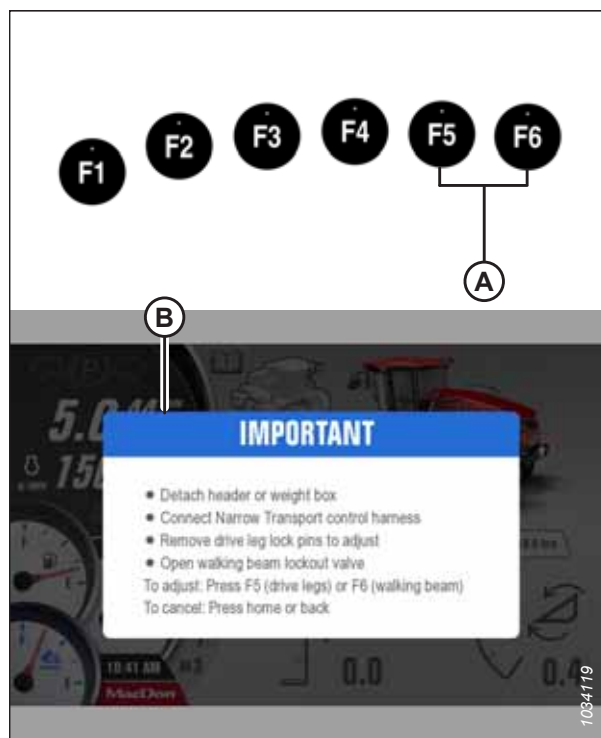 F1 F2 F3 F4 F5 F6
A
B
IMPORTANT
• Detach header or weight box
• Connect Narrow Transport control harness
• Remove drive leg lock pins to adjust
• Open walking beam lockout valve
To adjust: Press F5 (drive legs) or F6 (walking beam)
To cancel: Press home or back
10:41 AM
MacDon
0.0
1034119